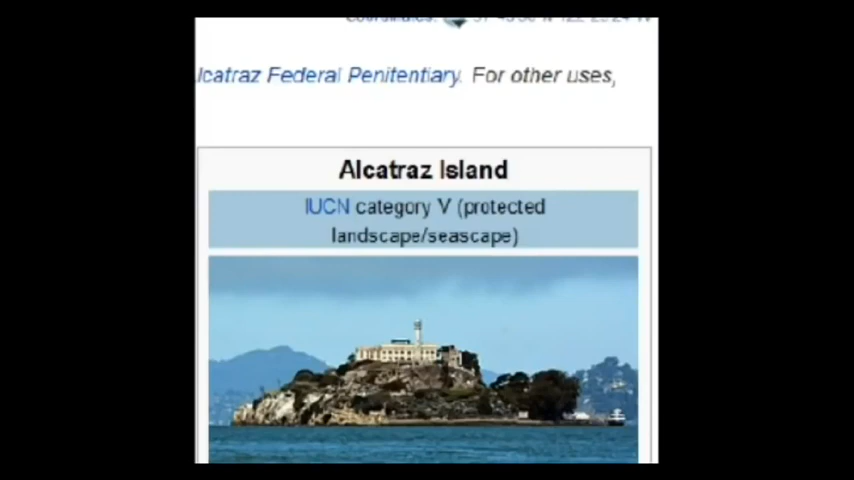 lcatraz Federal Penitentiary. For other uses,
Alcatraz Island
IUCN category V (protected
landscape/seascape)